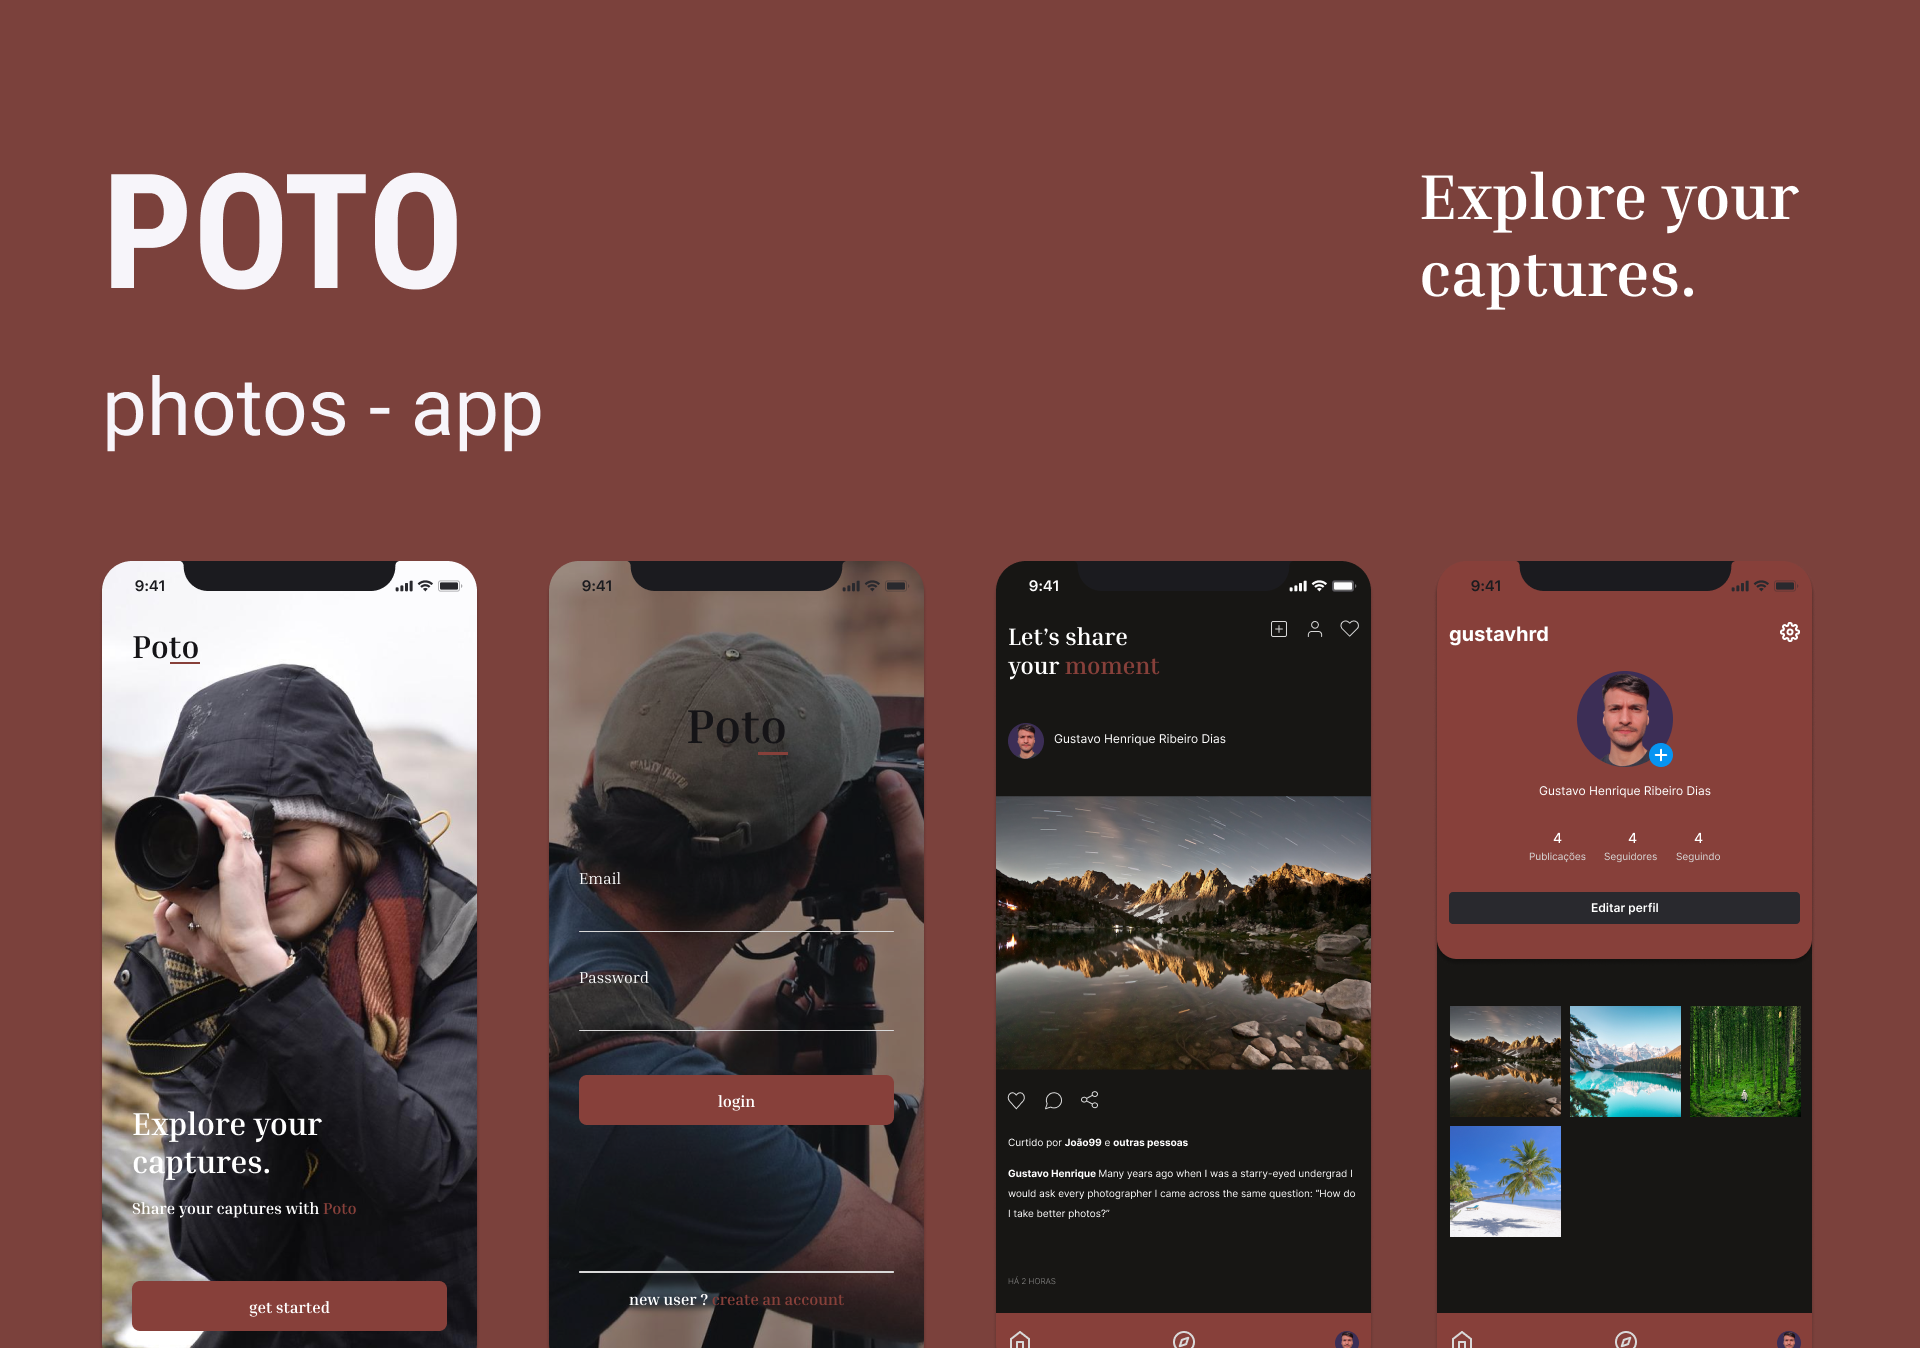 POTO
photos - app
Explore your
captures.
9:41
Poto
Explore your
captures.
Share your captures with Poto
get started
9:41
Poto
Email
Password
login
new user ? create an account
9:41
Let's share
your moment
Gustavo Henrique Ribeiro Dias
Curtido por João99 e outras pessoas
Gustavo Henrique Many years ago when I was a starry-eyed undergrad I
would ask every photographer I came across the same question: “How do
I take better photos?”
HÁ 2 HORAS
9:41
gustavhrd
Gustavo Henrique Ribeiro Dias
4 4 4
Publicações Seguidores Seguindo
Editar perfil